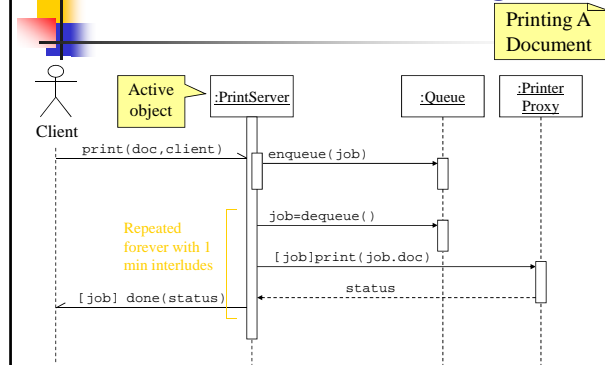 Printing A
Document
Client
Active
object
:PrintServer
:Queue
:Printer
Proxy
print(doc,client)
enqueue(job)
job=dequeue()
Repeated
forever with 1
min interludes
[job]print(job.doc)
status
[job] done(status)